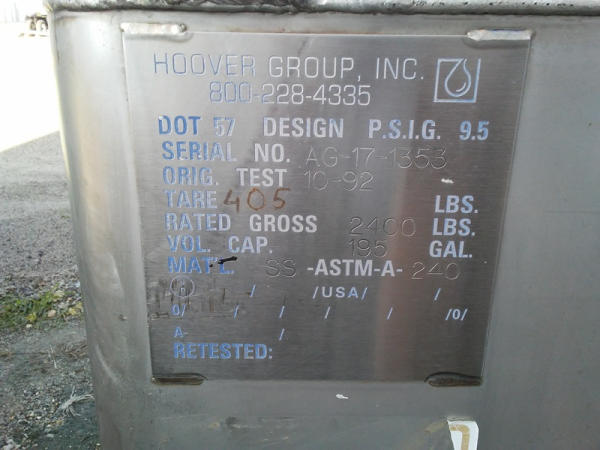 HOOVER GROUP, INC.
800-228-4335
DOT 57 DESIGN P.S.I.G. 9.5
SERIAL NO. AG-17-1353
ORIG. TEST 10-92
TARE 405 LBS.
RATED GROSS 2400 LBS.
VOL. CAP. 195 GAL.
MAT'L. SS -ASTM-A- 240
H / /USA/ /
0/ / / / / /0/
A- /
RETESTED: